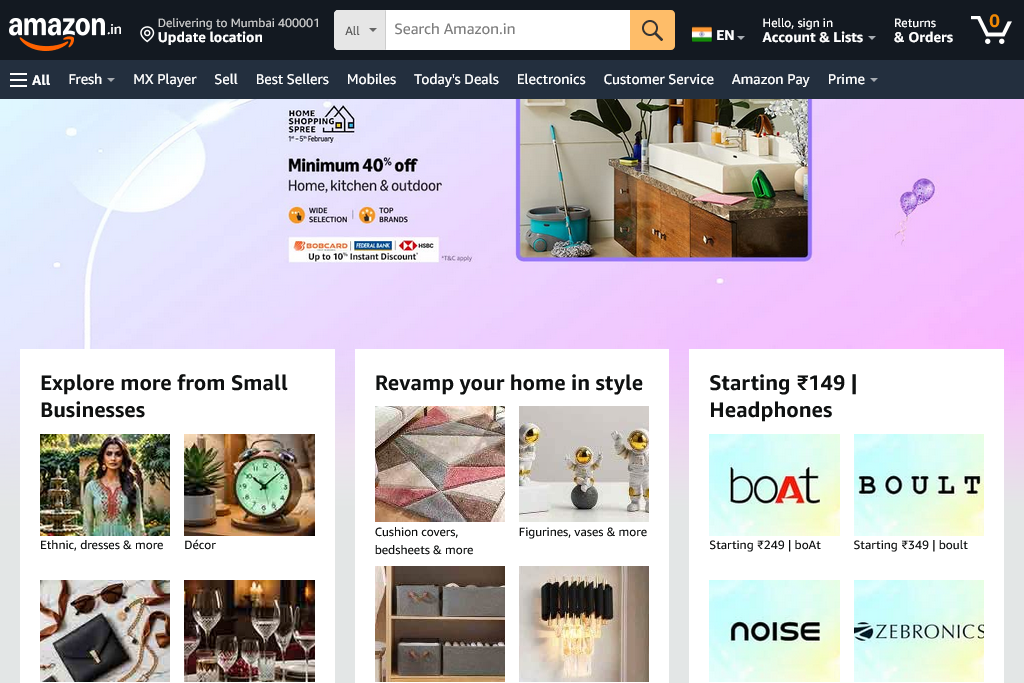 amazon.in
Delivering to Mumbai 400001
Update location
All
Search Amazon.in
EN
Hello, sign in
Account & Lists
Returns
& Orders
0
All
Fresh
MX Player
Sell
Best Sellers
Mobiles
Today's Deals
Electronics
Customer Service
Amazon Pay
Prime
HOME
SHOPPING
SPREE
1st - 5th February
Minimum 40% off
Home, kitchen & outdoor
WIDE
SELECTION
TOP
BRANDS
BOBCARD | FEDERAL BANK | HSBC
Up to 10% Instant Discount*
*T&C apply
Explore more from Small
Businesses
Ethnic, dresses & more
Décor
Revamp your home in style
Cushion covers,
bedsheets & more
Figurines, vases & more
Starting ₹149 |
Headphones
boAt
Starting ₹249 | boAt
BOULT
Starting ₹349 | boult
noise
ZEBRONICS